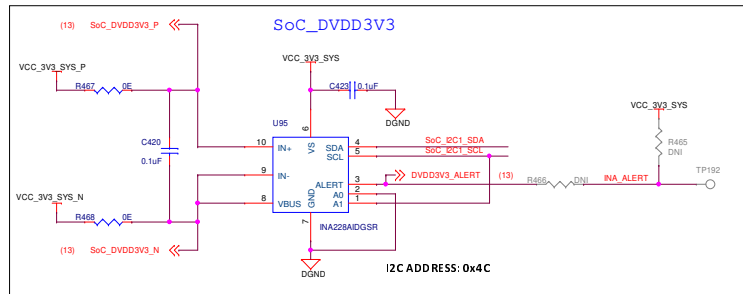 SoC_DVDD3V3
(13) SoC_DVDD3V3_P
VCC_3V3_SYS
VCC_3V3_SYS_P
R467 0E
C423 0.1uF
DGND
VCC_3V3_SYS
U95
C420
0.1uF
6
VS
10 IN+
SDA 4 SoC_I2C1_SDA
SCL 5 SoC_I2C1_SCL
R465
DNI
9 IN-
ALERT 3 DVDD3V3_ALERT (13)
R466 DNI INA_ALERT
TP192
VCC_3V3_SYS_N
A0 2
8 VBUS
GND
A1 1
R468 0E
7
INA228AIDGSR
(13) SoC_DVDD3V3_N
DGND
I2C ADDRESS: 0x4C